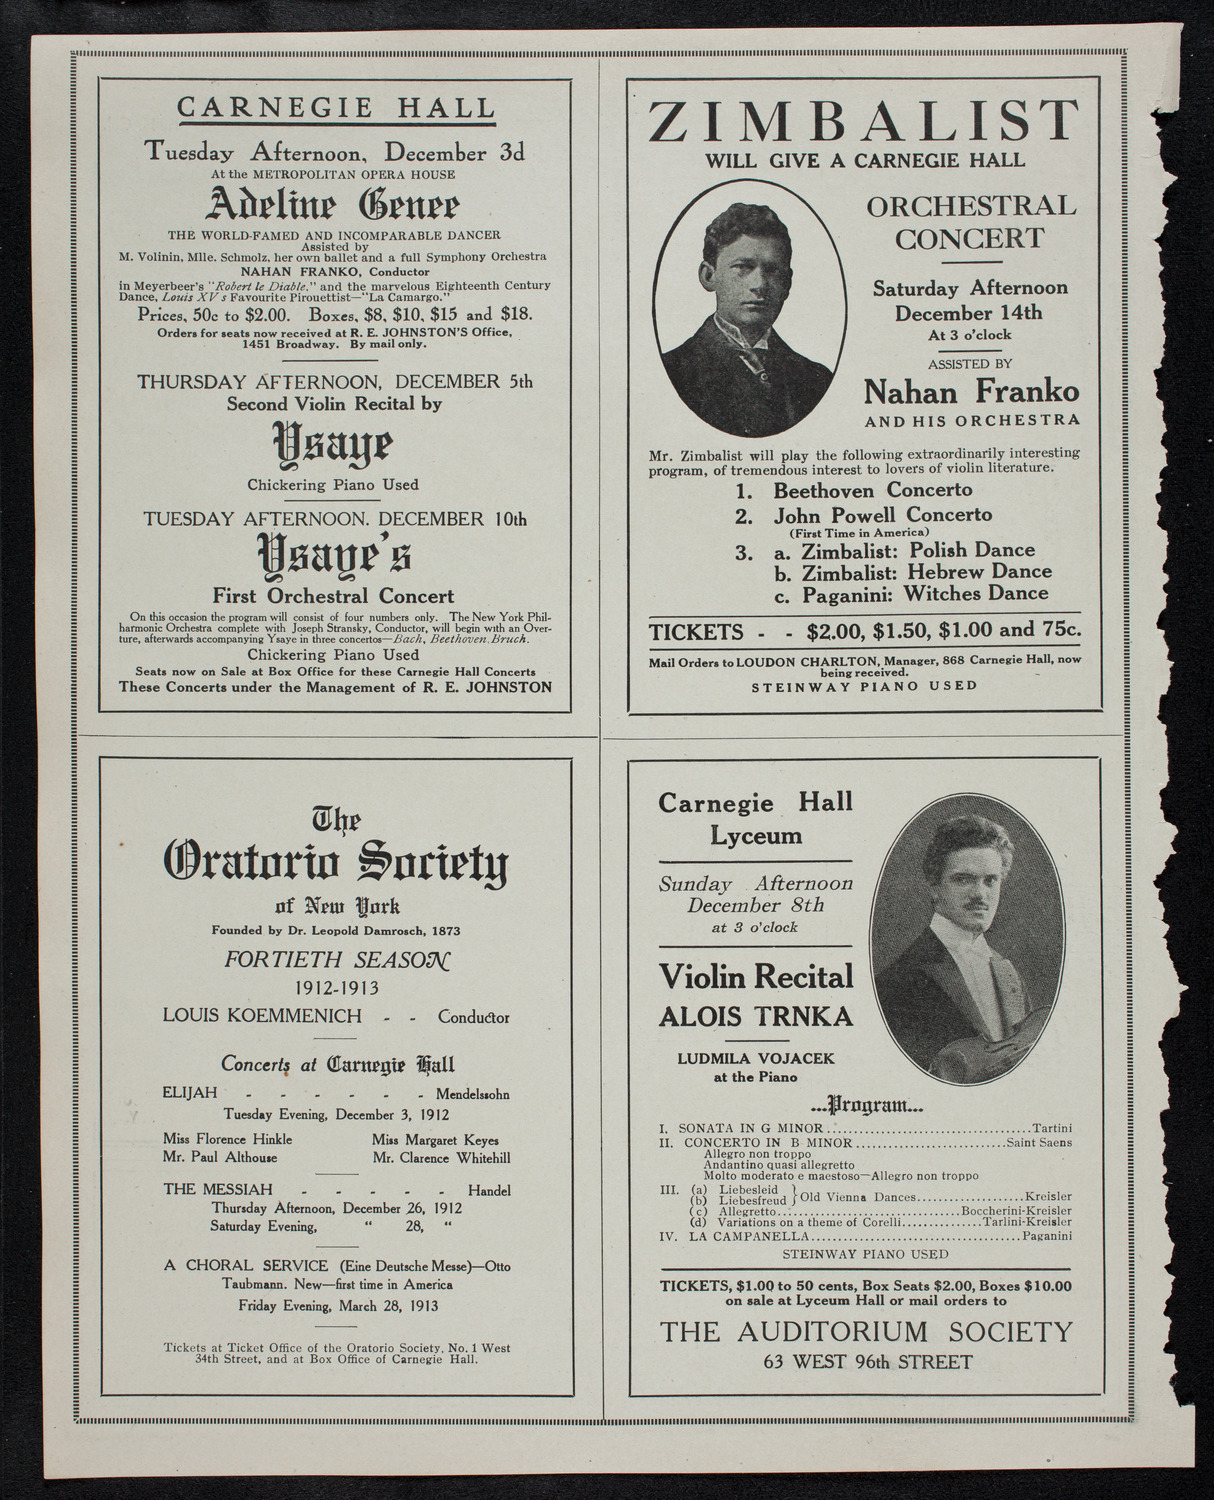 CARNEGIE HALL
Tuesday Afternoon, December 3d
At the METROPOLITAN OPERA HOUSE
Adeline Genee
THE WORLD-FAMED AND INCOMPARABLE DANCER
Assisted by
M. Volinin, Mlle. Schmolz, her own ballet and a full Symphony Orchestra
NAHAN FRANKO, Conductor
in Meyerbeer's "Robert le Diable," and the marvelous Eighteenth Century
Dance, Louis XV's Favourite Pirouettist—"La Camargo."
Prices, 50c to $2.00. Boxes, $8, $10, $15 and $18.
Orders for seats now received at R. E. JOHNSTON'S Office,
1451 Broadway. By mail only.
THURSDAY AFTERNOON, DECEMBER 5th
Second Violin Recital by
Ysaye
Chickering Piano Used
TUESDAY AFTERNOON. DECEMBER 10th
Ysaye's
First Orchestral Concert
On this occasion the program will consist of four numbers only. The New York Phil-
harmonic Orchestra complete with Joseph Stransky, Conductor, will begin with an Over-
ture, afterwards accompanying Ysaye in three concertos—Bach, Beethoven, Bruch.
Chickering Piano Used
Seats now on Sale at Box Office for these Carnegie Hall Concerts
These Concerts under the Management of R. E. JOHNSTON
ZIMBALIST
WILL GIVE A CARNEGIE HALL
ORCHESTRAL
CONCERT
Saturday Afternoon
December 14th
At 3 o'clock
ASSISTED BY
Nahan Franko
AND HIS ORCHESTRA
Mr. Zimbalist will play the following extraordinarily interesting
program, of tremendous interest to lovers of violin literature.
1. Beethoven Concerto
2. John Powell Concerto
(First Time in America)
3. a. Zimbalist: Polish Dance
b. Zimbalist: Hebrew Dance
c. Paganini: Witches Dance
TICKETS - - $2.00, $1.50, $1.00 and 75c.
Mail Orders to LOUDON CHARLTON, Manager, 868 Carnegie Hall, now
being received.
STEINWAY PIANO USED
The
Oratorio Society
of New York
Founded by Dr. Leopold Damrosch, 1873
FORTIETH SEASON
1912-1913
LOUIS KOEMMENICH - - Conductor
Concerts at Carnegie Hall
ELIJAH - - - - - - Mendelssohn
Tuesday Evening, December 3, 1912
Miss Florence Hinkle Miss Margaret Keyes
Mr. Paul Althouse Mr. Clarence Whitehill
THE MESSIAH - - - - - Handel
Thursday Afternoon, December 26, 1912
Saturday Evening, " 28, "
A CHORAL SERVICE (Eine Deutsche Messe)—Otto
Taubmann. New—first time in America
Friday Evening, March 28, 1913
Tickets at Ticket Office of the Oratorio Society, No. 1 West
34th Street, and at Box Office of Carnegie Hall.
Carnegie Hall
Lyceum
Sunday Afternoon
December 8th
at 3 o'clock
Violin Recital
ALOIS TRNKA
LUDMILA VOJACEK
at the Piano
...Program...
I. SONATA IN G MINOR........Tartini
II. CONCERTO IN B MINOR........Saint Saens
Allegro non troppo
Andantino quasi allegretto
Molto moderato e maestoso—Allegro non troppo
III. (a) Liebesleid }
(b) Liebesfreud } Old Vienna Dances........Kreisler
(c) Allegretto........Boccherini-Kreisler
(d) Variations on a theme of Corelli........Tarlini-Kreisler
IV. LA CAMPANELLA........Paganini
STEINWAY PIANO USED
TICKETS, $1.00 to 50 cents, Box Seats $2.00, Boxes $10.00
on sale at Lyceum Hall or mail orders to
THE AUDITORIUM SOCIETY
63 WEST 96th STREET